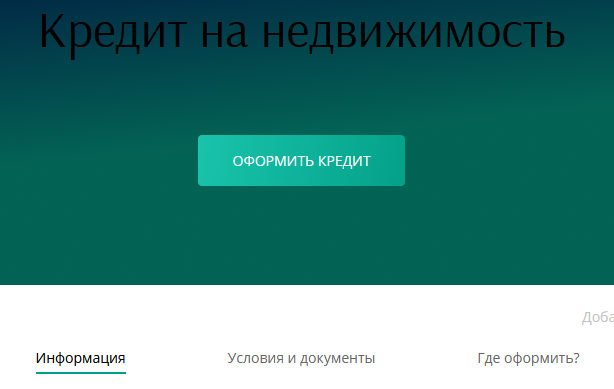 Кредит на недвижимость
ОФОРМИТЬ КРЕДИТ
Информация
Условия и документы
Где оформить?